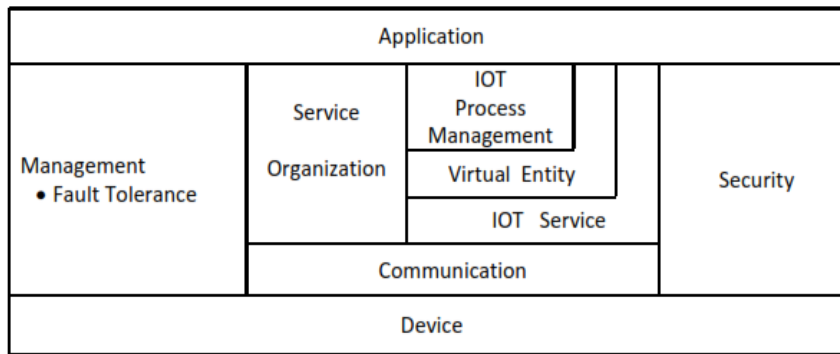 Application
Management
• Fault Tolerance
Service
Organization
IOT
Process
Management
Virtual Entity
IOT Service
Security
Communication
Device